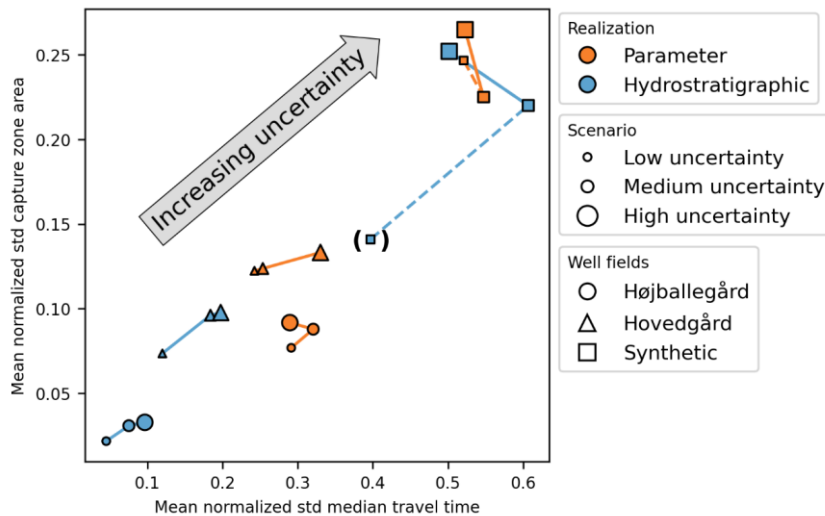 0.25
0.20
0.15
0.10
0.05
Mean normalized std capture zone area
Increasing uncertainty
( )
0.1 0.2 0.3 0.4 0.5 0.6
Mean normalized std median travel time
Realization
Parameter
Hydrostratigraphic
Scenario
Low uncertainty
Medium uncertainty
High uncertainty
Well fields
Højballegård
Hovedgård
Synthetic